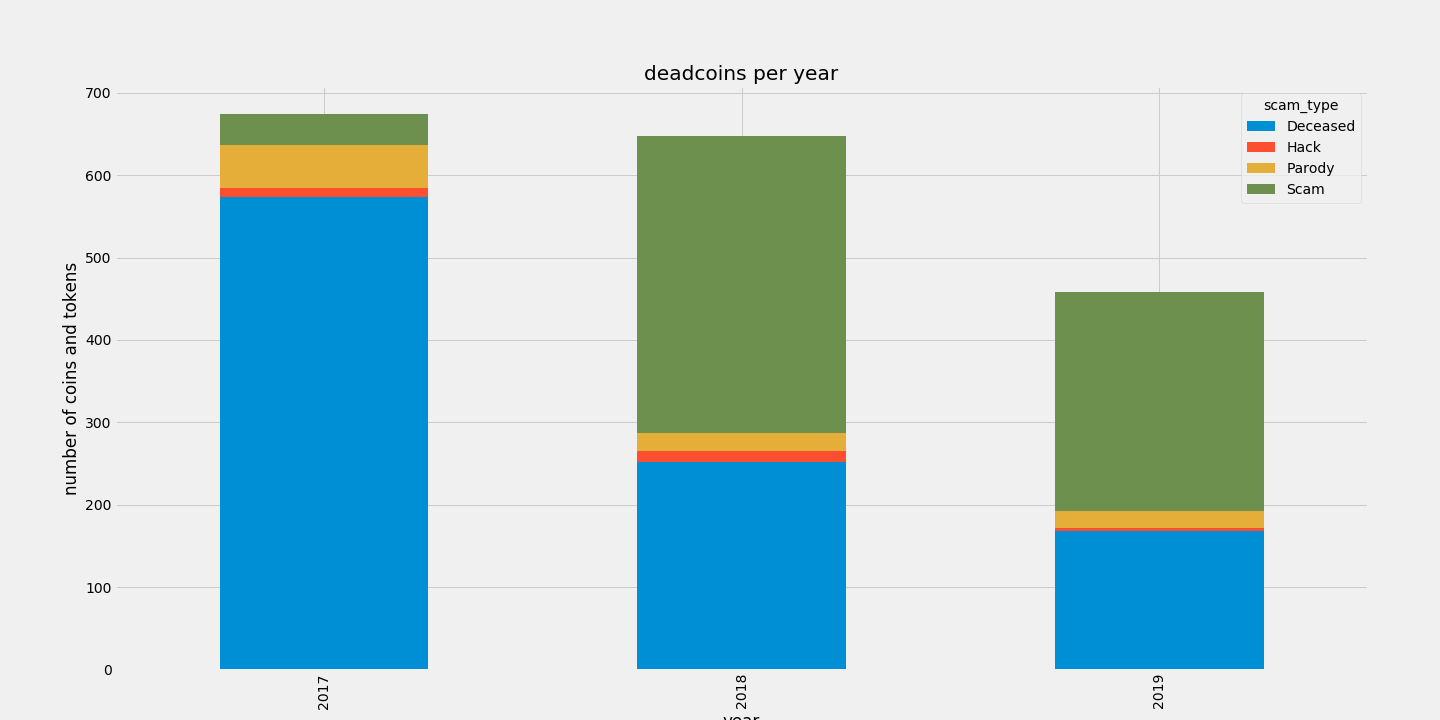 deadcoins per year
scam_type
Deceased
Hack
Parody
Scam
number of coins and tokens
700
600
500
400
300
200
100
0
2017
2018
2019
year